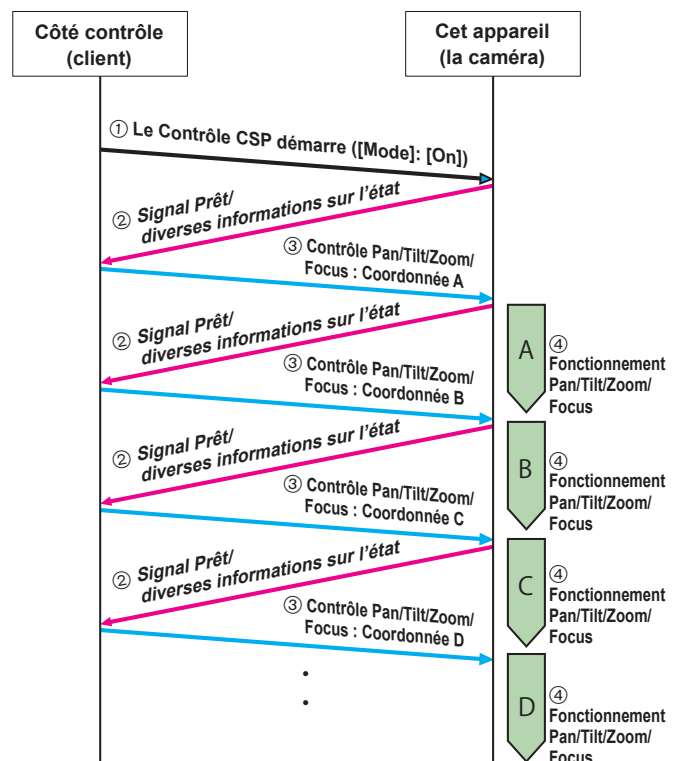 Côté contrôle
(client)
Cet appareil
(la caméra)
① Le Contrôle CSP démarre ([Mode]: [On])
② Signal Prêt/
diverses informations sur l'état
③ Contrôle Pan/Tilt/Zoom/
Focus : Coordonnée A
A
④
Fonctionnement
Pan/Tilt/Zoom/
Focus
② Signal Prêt/
diverses informations sur l'état
③ Contrôle Pan/Tilt/Zoom/
Focus : Coordonnée B
B
④
Fonctionnement
Pan/Tilt/Zoom/
Focus
② Signal Prêt/
diverses informations sur l'état
③ Contrôle Pan/Tilt/Zoom/
Focus : Coordonnée C
C
④
Fonctionnement
Pan/Tilt/Zoom/
Focus
② Signal Prêt/
diverses informations sur l'état
③ Contrôle Pan/Tilt/Zoom/
Focus : Coordonnée D
D
④
Fonctionnement
Pan/Tilt/Zoom/
Focus